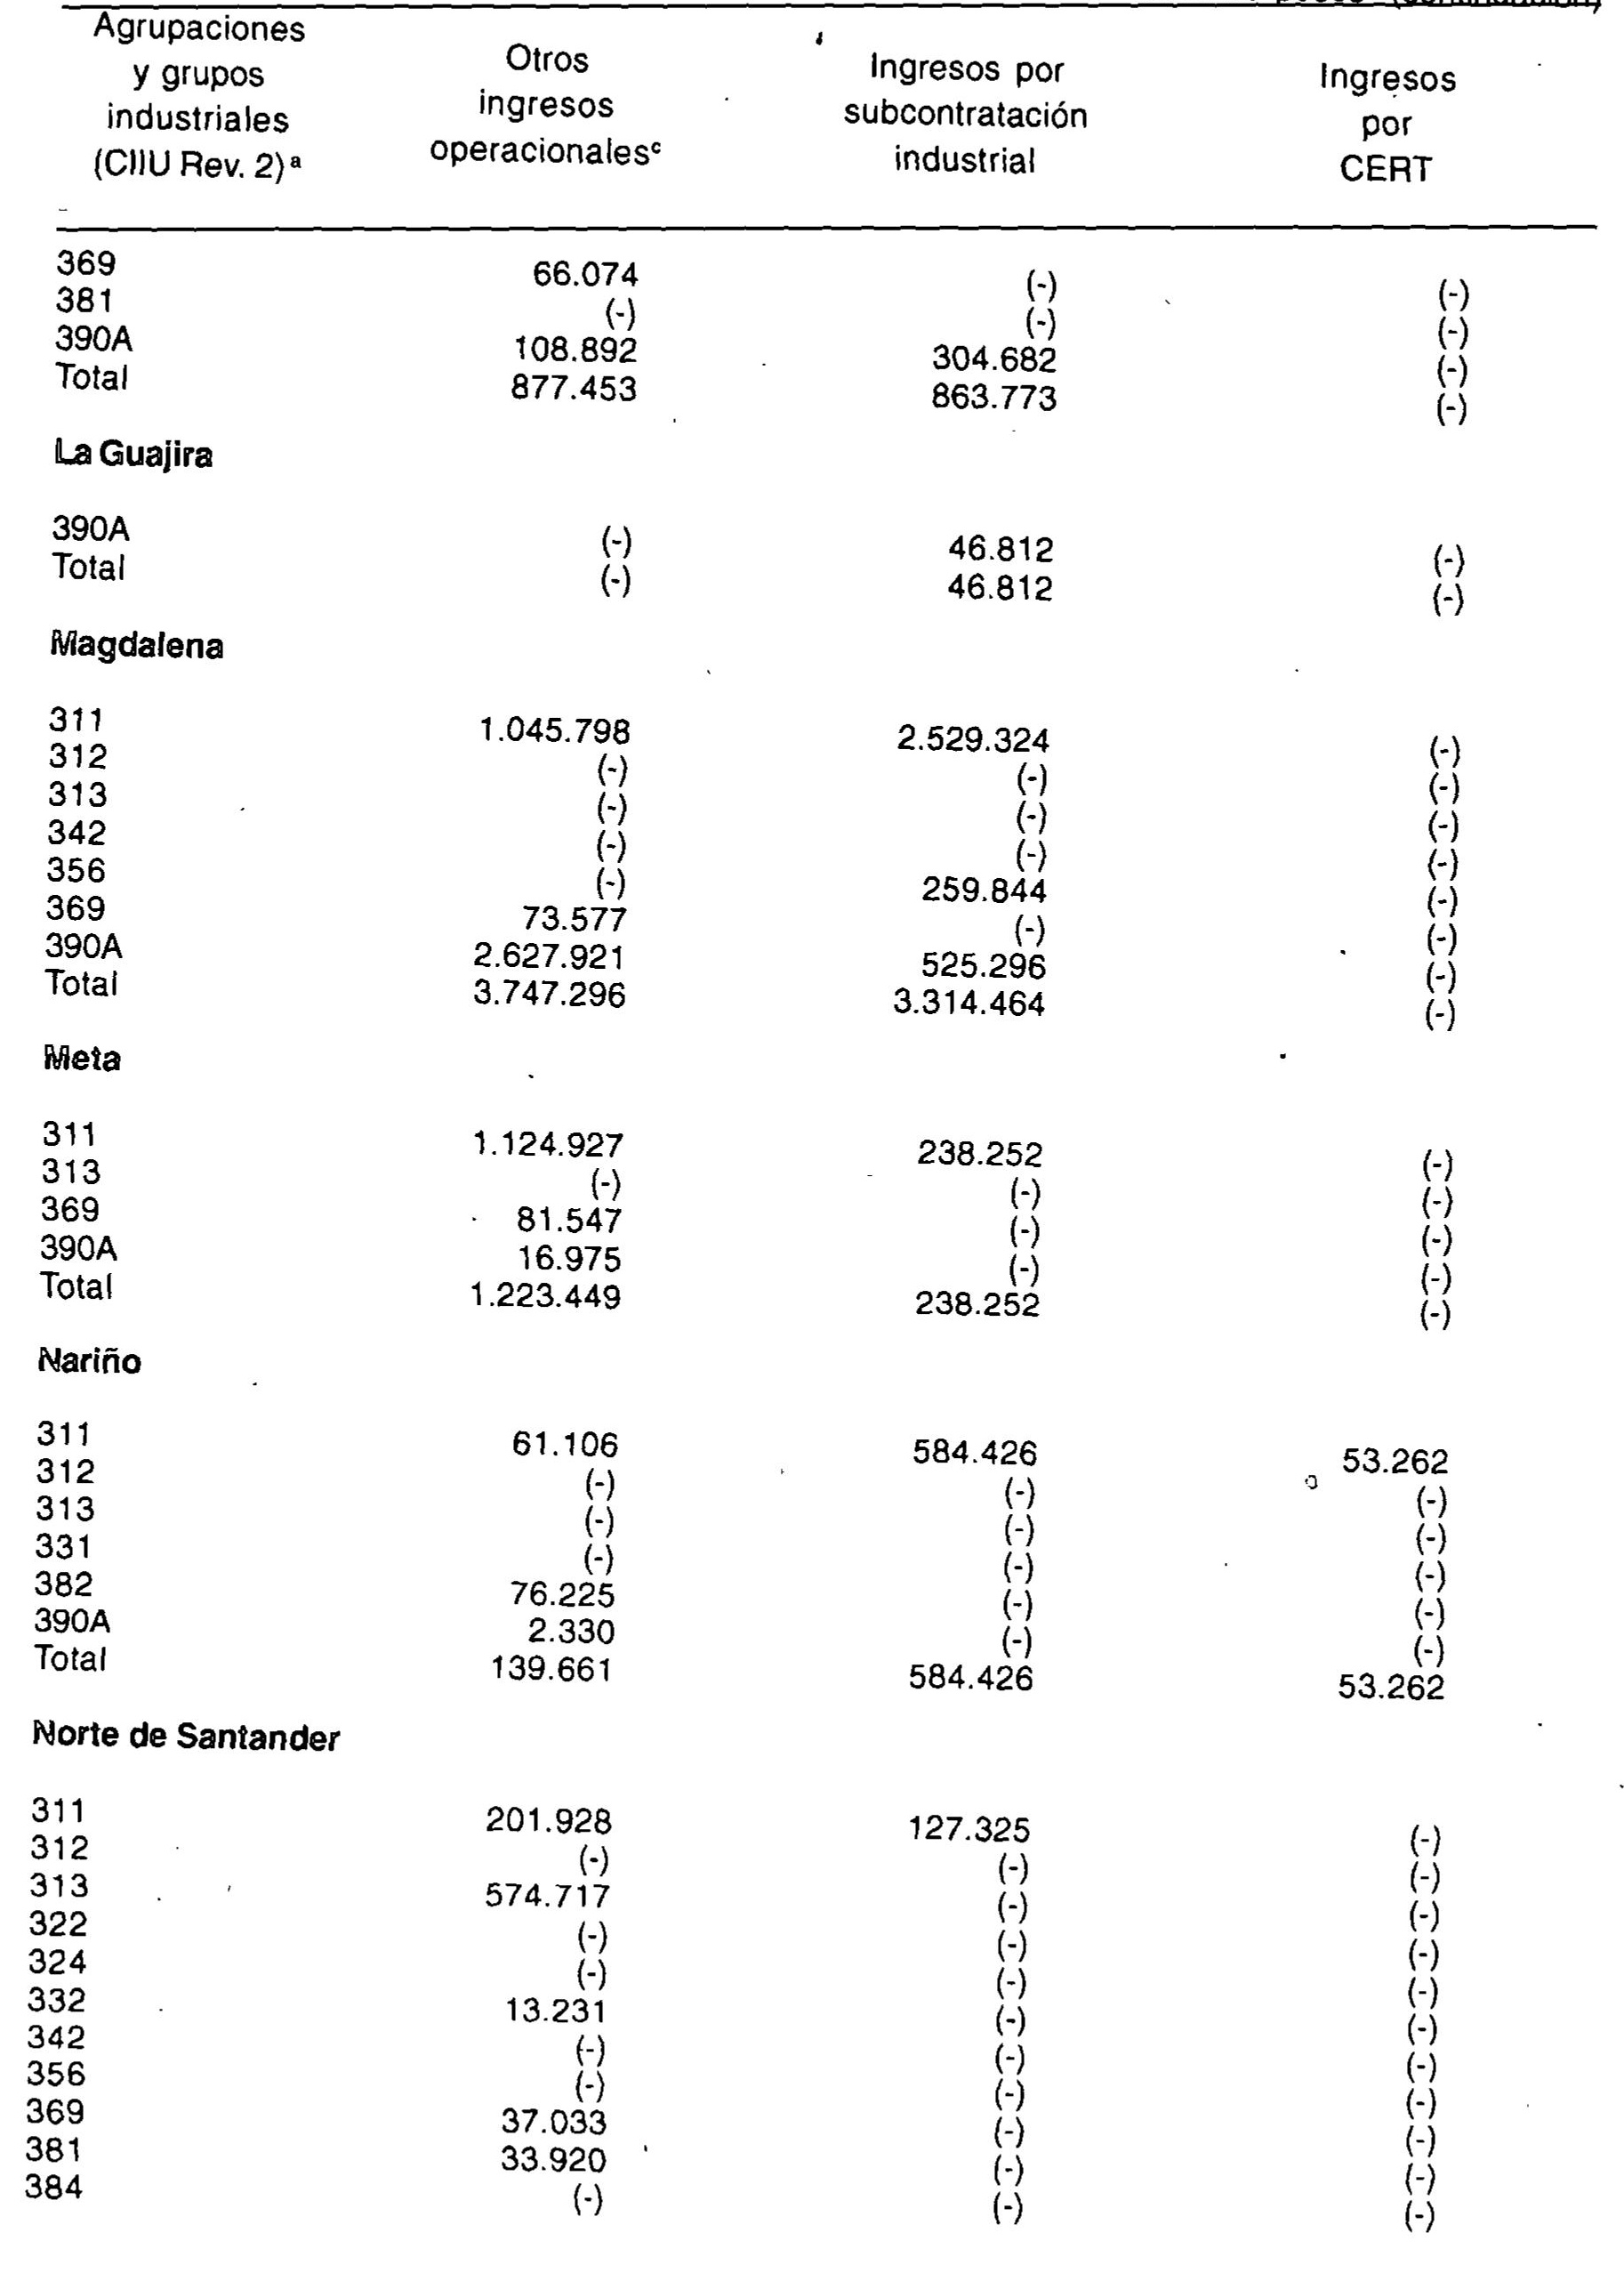 (continuación)
Agrupaciones
y grupos
industriales
(CIIU Rev. 2) a
Otros
ingresos
operacionales c
Ingresos por
subcontratación
industrial
Ingresos
por
CERT
369 66.074 (-) (-)
381 (-) (-) (-)
390A 108.892 304.682 (-)
Total 877.453 863.773 (-)
La Guajira
390A (-) 46.812 (-)
Total (-) 46.812 (-)
Magdalena
311 1.045.798 2.529.324 (-)
312 (-) (-) (-)
313 (-) (-) (-)
342 (-) (-) (-)
356 (-) 259.844 (-)
369 73.577 (-) (-)
390A 2.627.921 525.296 (-)
Total 3.747.296 3.314.464 (-)
Meta
311 1.124.927 238.252 (-)
313 (-) (-) (-)
369 81.547 (-) (-)
390A 16.975 (-) (-)
Total 1.223.449 238.252 (-)
Nariño
311 61.106 584.426 53.262
312 (-) (-) (-)
313 (-) (-) (-)
331 (-) (-) (-)
382 76.225 (-) (-)
390A 2.330 (-) (-)
Total 139.661 584.426 53.262
Norte de Santander
311 201.928 127.325 (-)
312 (-) (-) (-)
313 574.717 (-) (-)
322 (-) (-) (-)
324 (-) (-) (-)
332 13.231 (-) (-)
342 (-) (-) (-)
356 (-) (-) (-)
369 37.033 (-) (-)
381 33.920 (-) (-)
384 (-) (-) (-)